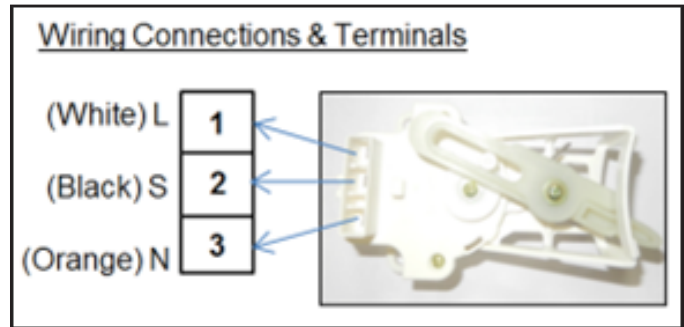 Wiring Connections & Terminals
(White) L 1
(Black) S 2
(Orange) N 3